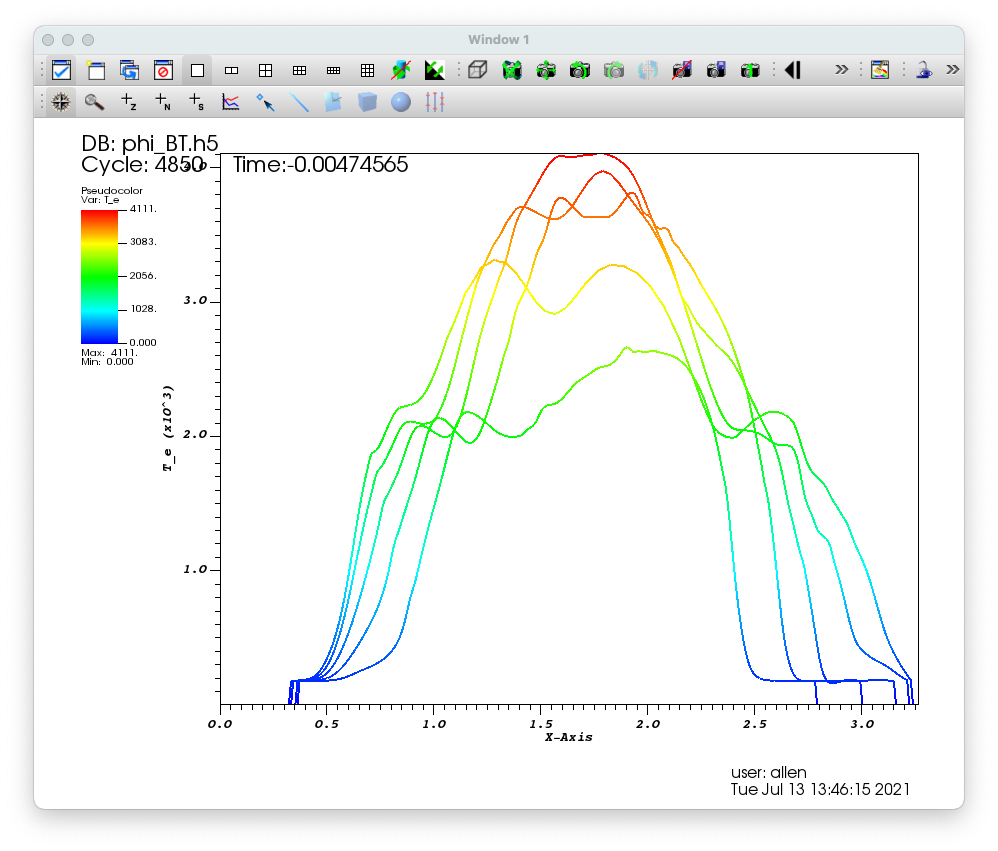 Window 1
DB: phi_BT.h5
Cycle: 4850 Time:-0.00474565
Pseudocolor
Var: T_e
4111.
3083.
2056.
1028.
0.000
Max: 4111.
Min: 0.000
4.0
3.0
2.0
1.0
T_e (x10^3)
0.0 0.5 1.0 1.5 2.0 2.5 3.0
X-Axis
user: allen
Tue Jul 13 13:46:15 2021